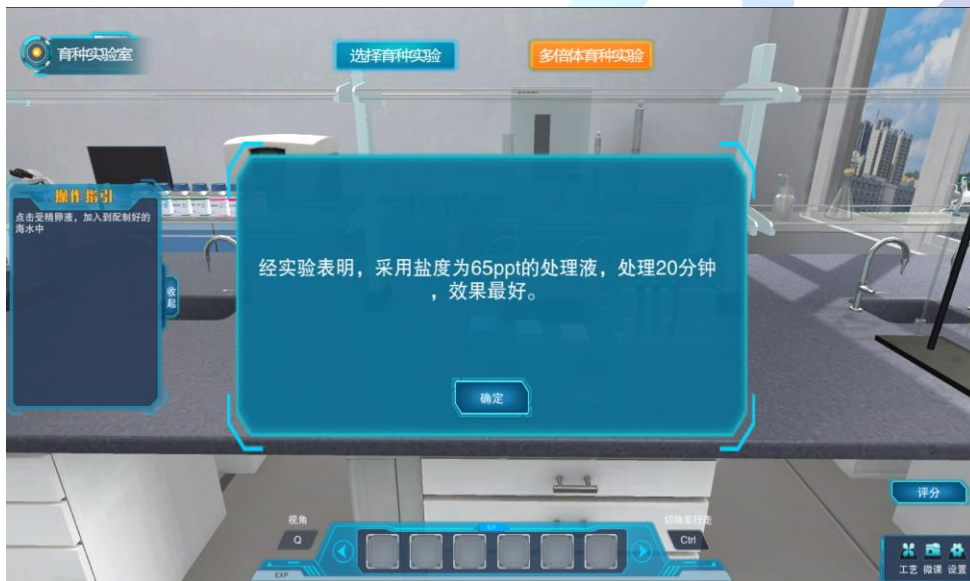 育种实验室
选择育种实验
多倍体育种实验
操作指引
点击受精卵液，加入到配制好的
海水中
收起
经实验表明，采用盐度为65ppt的处理液，处理20分钟
，效果最好。
确定
评分
视角
Q
1/1
切换至行走
Ctrl
EXP
工艺 微课 设置